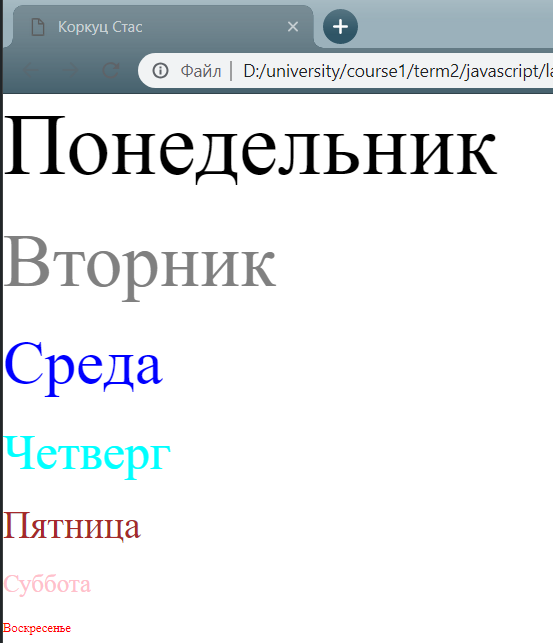 Коркуц Стас
Файл | D:/university/course1/term2/javascript/la
Понедельник
Вторник
Среда
Четверг
Пятница
Суббота
Воскресенье